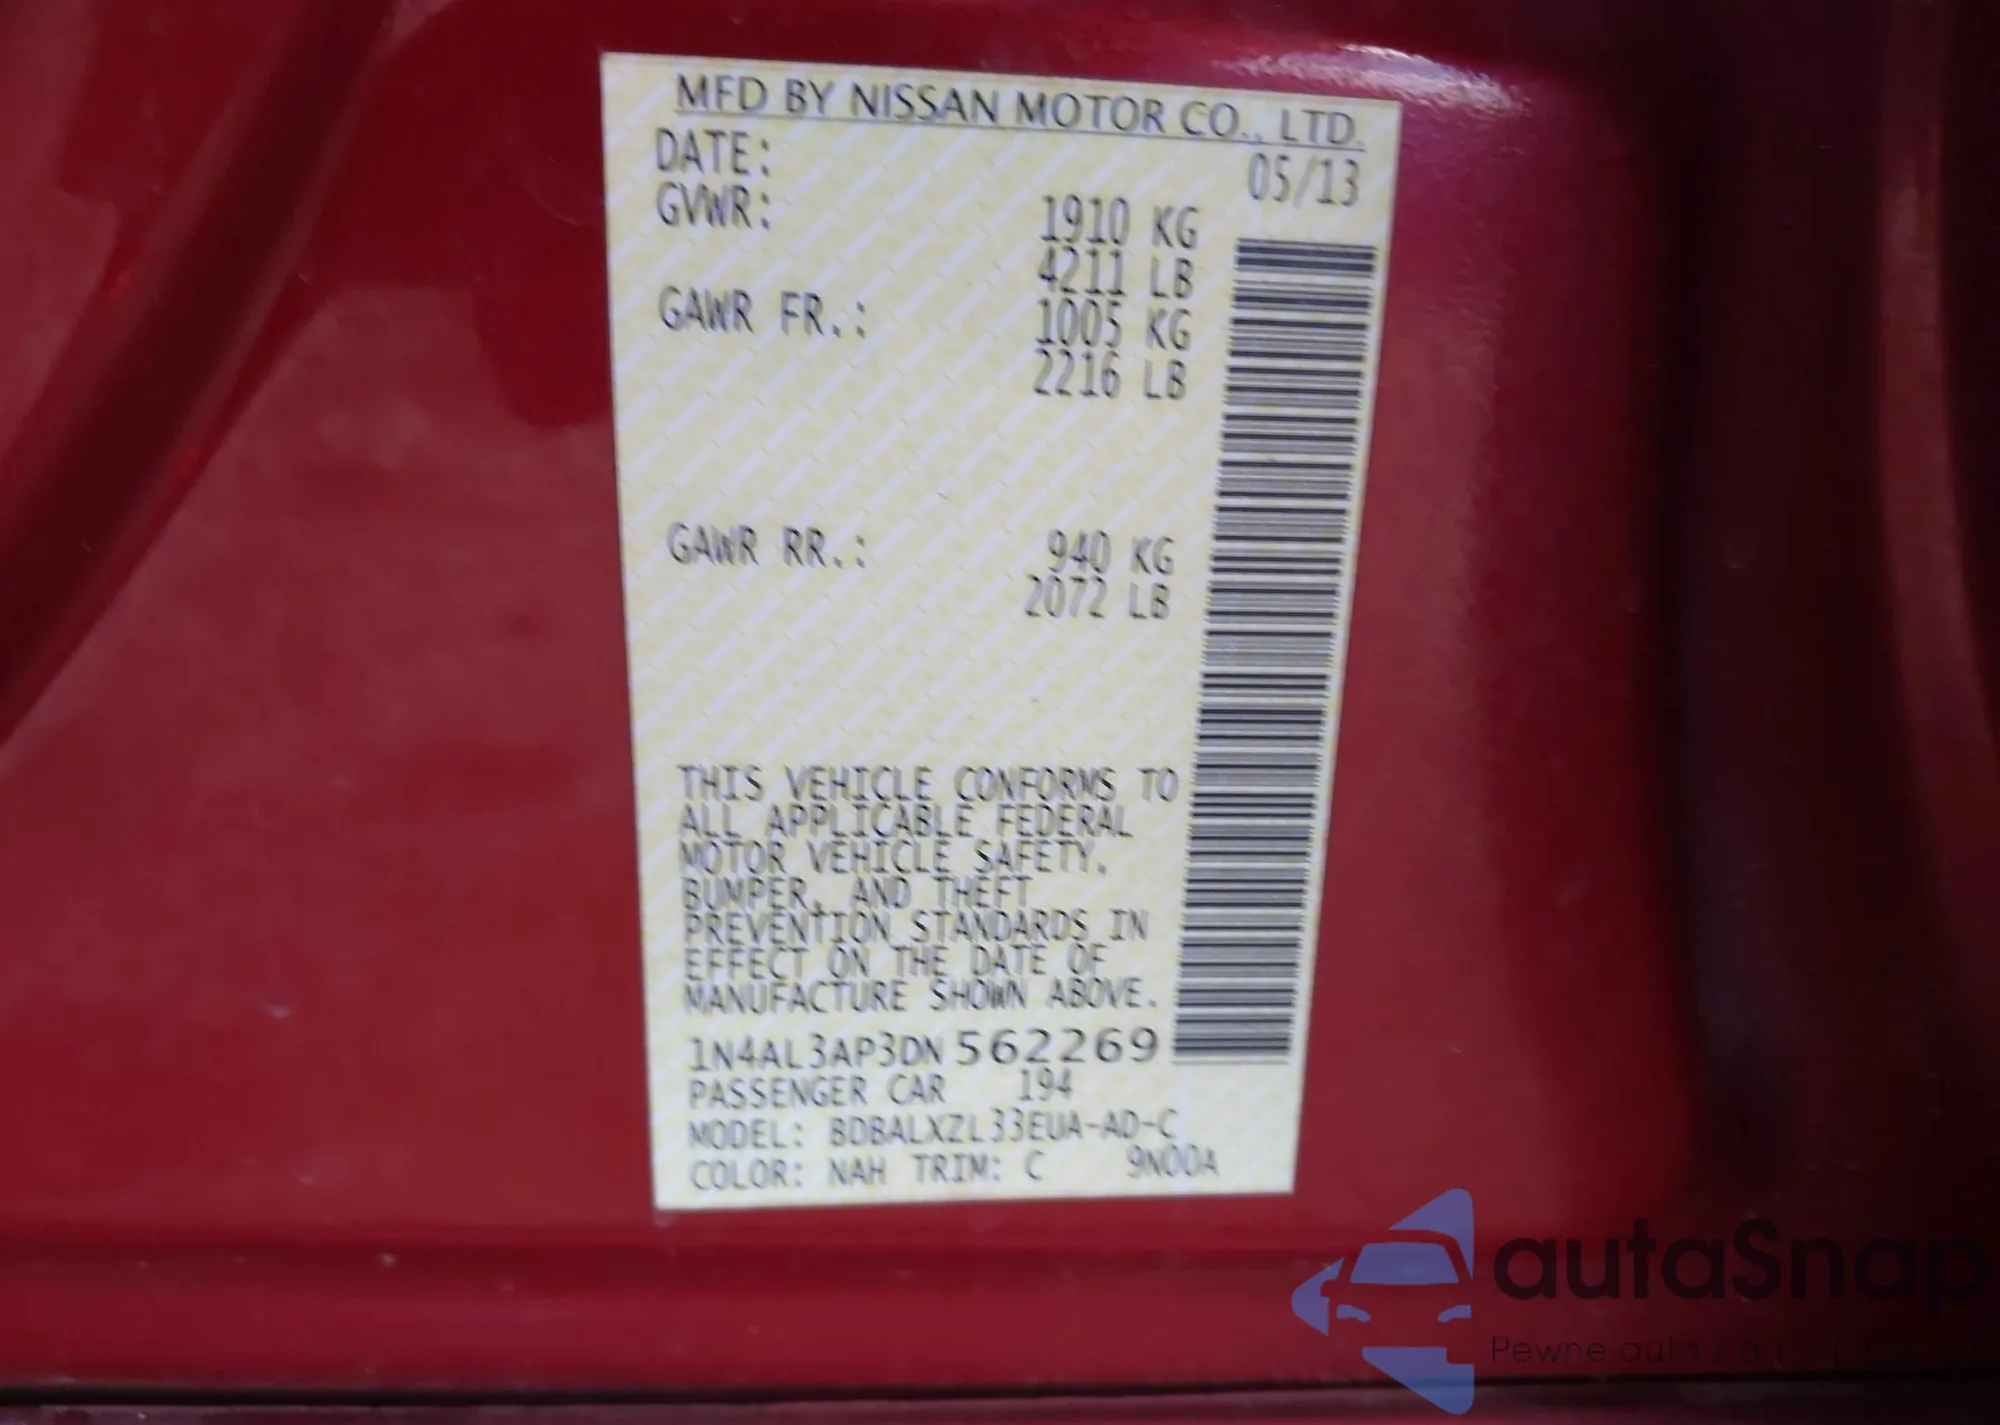 MFD BY NISSAN MOTOR CO., LTD.
DATE: 05/13
GVWR: 1910 KG
4211 LB
GAWR FR.: 1005 KG
2216 LB
GAWR RR.: 940 KG
2072 LB
THIS VEHICLE CONFORMS TO
ALL APPLICABLE FEDERAL
MOTOR VEHICLE SAFETY,
BUMPER, AND THEFT
PREVENTION STANDARDS IN
EFFECT ON THE DATE OF
MANUFACTURE SHOWN ABOVE.
1N4AL3AP3DN562269
PASSENGER CAR 194
MODEL: BDBALXZL33EUA-AD-C
COLOR: NAH TRIM: C 9N00A
autaSnap
Pewne auto z